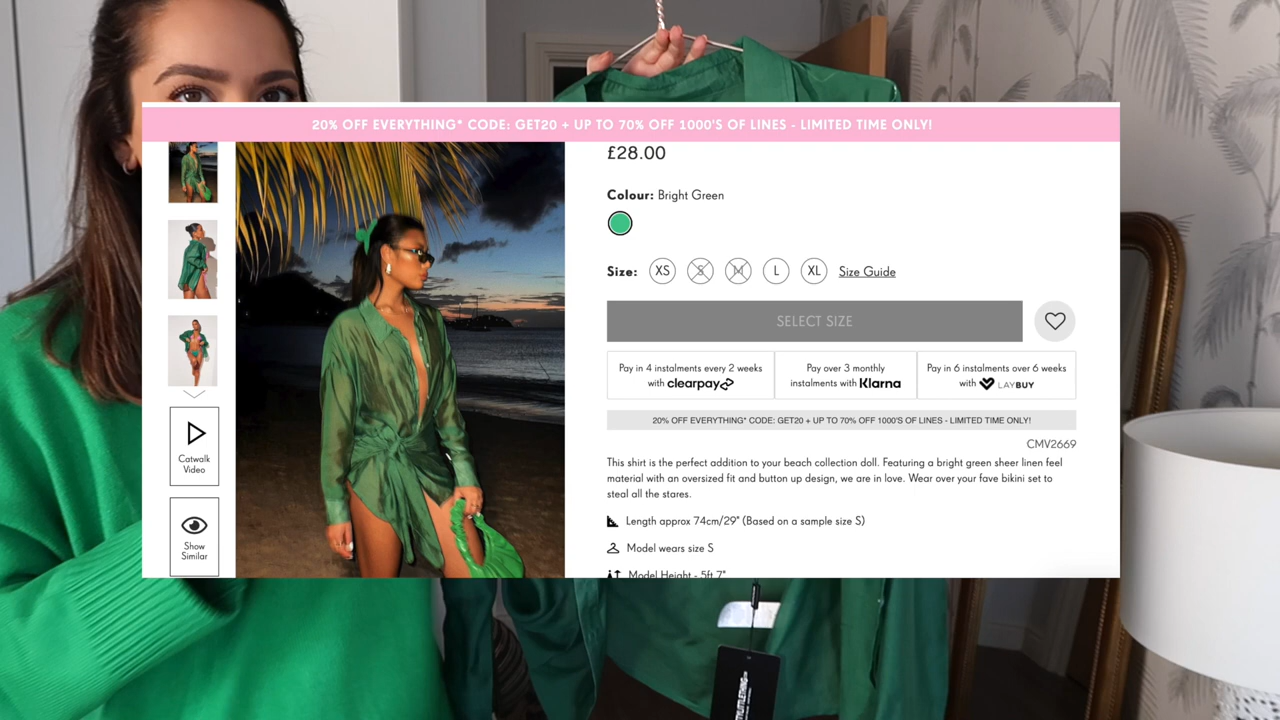 20% OFF EVERYTHING* CODE: GET20 + UP TO 70% OFF 1000'S OF LINES - LIMITED TIME ONLY!
£28.00
Colour: Bright Green
Size: XS S M L XL Size Guide
SELECT SIZE
Pay in 4 instalments every 2 weeks
with clearpay
Pay over 3 monthly
instalments with Klarna
Pay in 6 instalments over 6 weeks
with LAYBUY
20% OFF EVERYTHING* CODE: GET20 + UP TO 70% OFF 1000'S OF LINES - LIMITED TIME ONLY!
CMV2669
This shirt is the perfect addition to your beach collection doll. Featuring a bright green sheer linen feel
material with an oversized fit and button up design, we are in love. Wear over your fave bikini set to
steal all the stares.
Length approx 74cm/29" (Based on a sample size S)
Model wears size S
Model Height - 5ft 7"
Catwalk
Video
Show
Similar